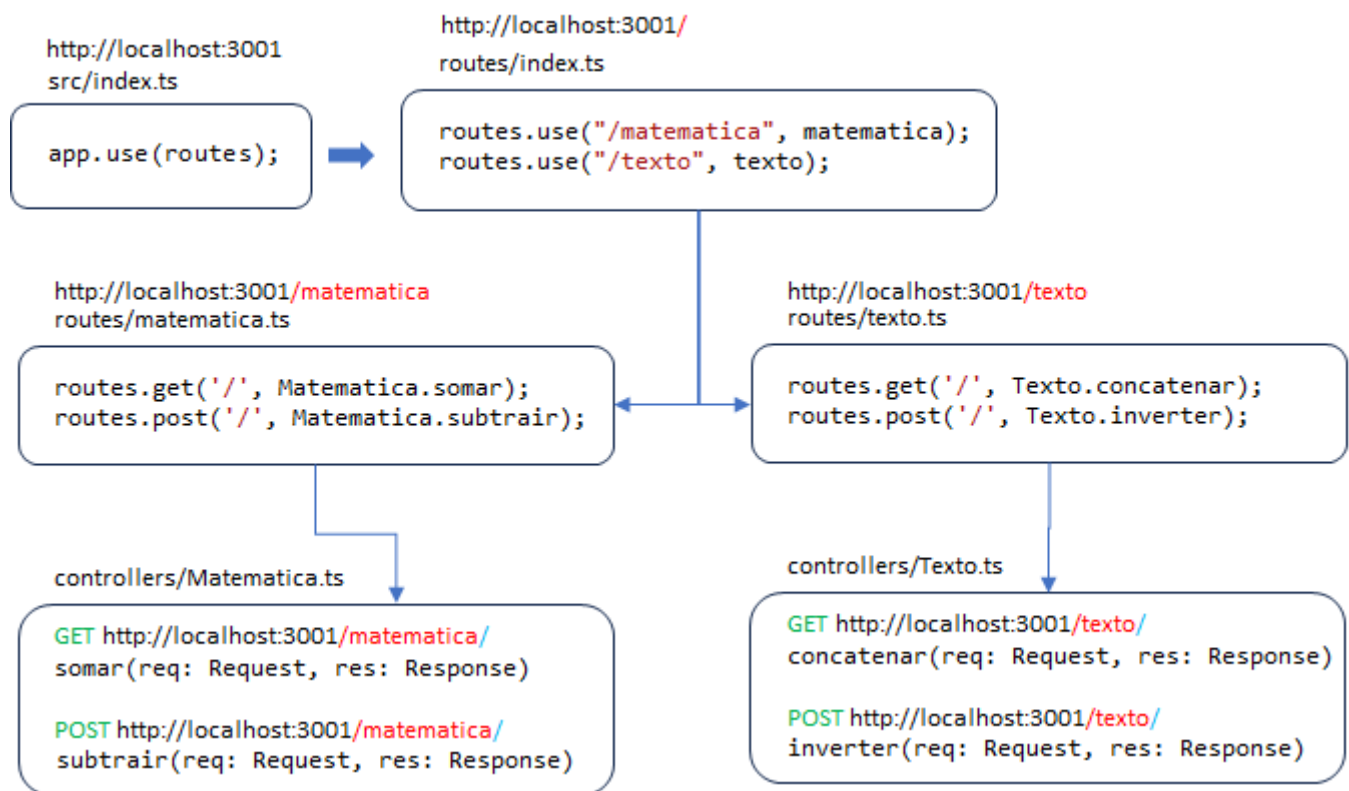 http://localhost:3001
src/index.ts
app.use(routes);
http://localhost:3001/
routes/index.ts
routes.use("/matematica", matematica);
routes.use("/texto", texto);
http://localhost:3001/matematica
routes/matematica.ts
routes.get('/', Matematica.somar);
routes.post('/', Matematica.subtrair);
http://localhost:3001/texto
routes/texto.ts
routes.get('/', Texto.concatenar);
routes.post('/', Texto.inverter);
controllers/Matematica.ts
GET http://localhost:3001/matematica/
somar(req: Request, res: Response)
POST http://localhost:3001/matematica/
subtrair(req: Request, res: Response)
controllers/Texto.ts
GET http://localhost:3001/texto/
concatenar(req: Request, res: Response)
POST http://localhost:3001/texto/
inverter(req: Request, res: Response)